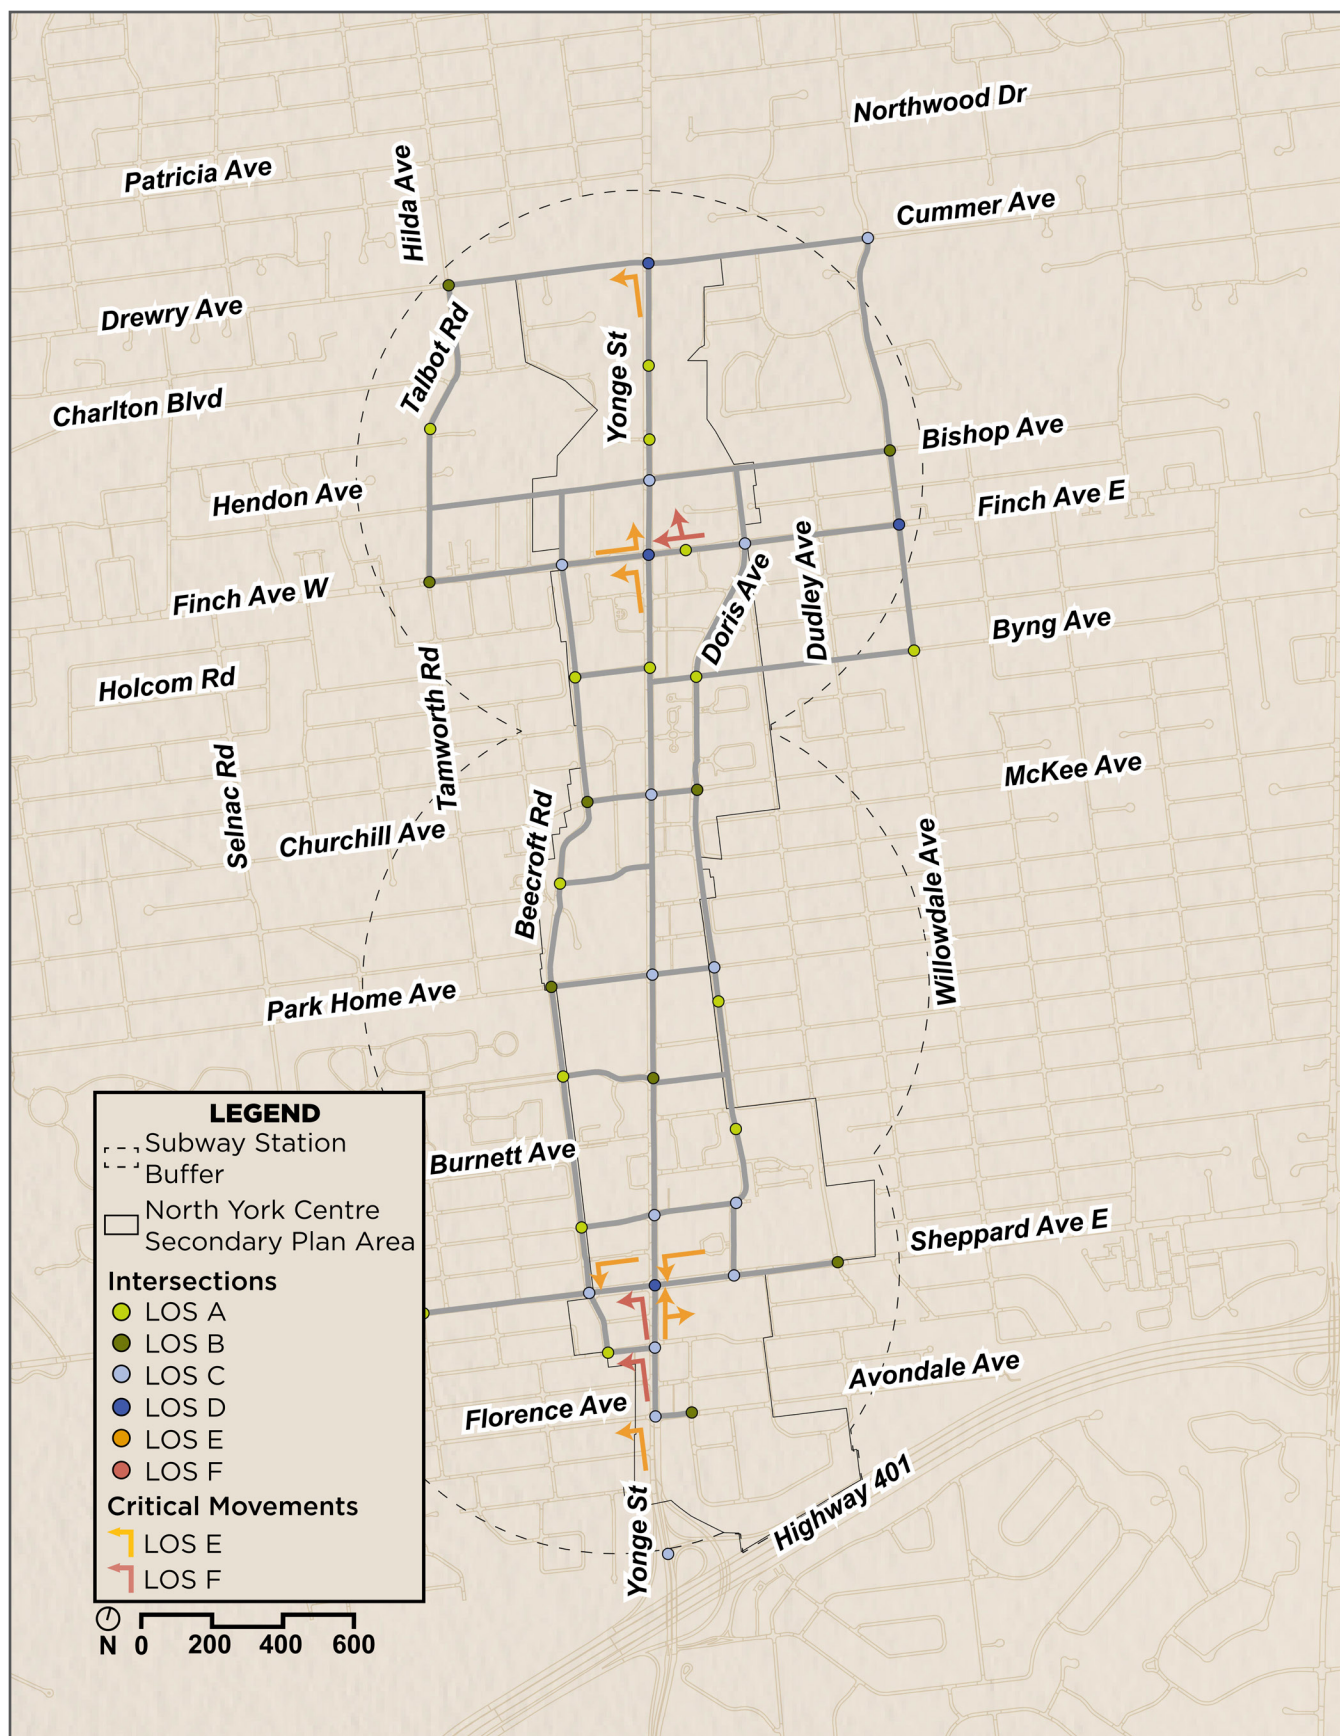 Northwood Dr
Patricia Ave
Hilda Ave
Cummer Ave
Drewry Ave
Talbot Rd
Yonge St
Charlton Blvd
Bishop Ave
Hendon Ave
Finch Ave E
Finch Ave W
Doris Ave
Dudley Ave
Byng Ave
Holcom Rd
Tamworth Rd
Selnac Rd
McKee Ave
Churchill Ave
Beecroft Rd
Willowdale Ave
Park Home Ave
Burnett Ave
Sheppard Ave E
Avondale Ave
Florence Ave
Highway 401
Yonge St
LEGEND
Subway Station
Buffer
North York Centre
Secondary Plan Area
Intersections
LOS A
LOS B
LOS C
LOS D
LOS E
LOS F
Critical Movements
LOS E
LOS F
N 0 200 400 600